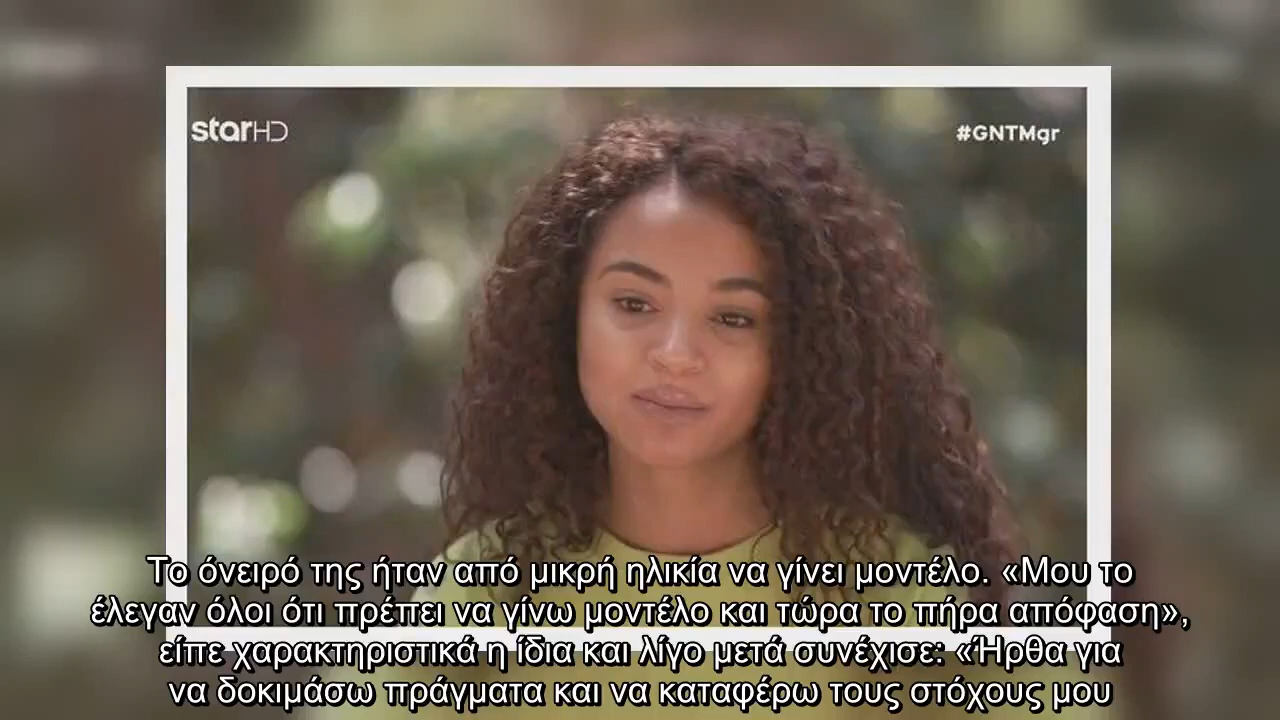 starHD
#GNTMgr
Το όνειρό της ήταν από μικρή ηλικία να γίνει μοντέλο. «Μου το
έλεγαν όλοι ότι πρέπει να γίνω μοντέλο και τώρα το πήρα απόφαση»,
είπε χαρακτηριστικά η ίδια και λίγο μετά συνέχισε: «Ήρθα για
να δοκιμάσω πράγματα και να καταφέρω τους στόχους μου